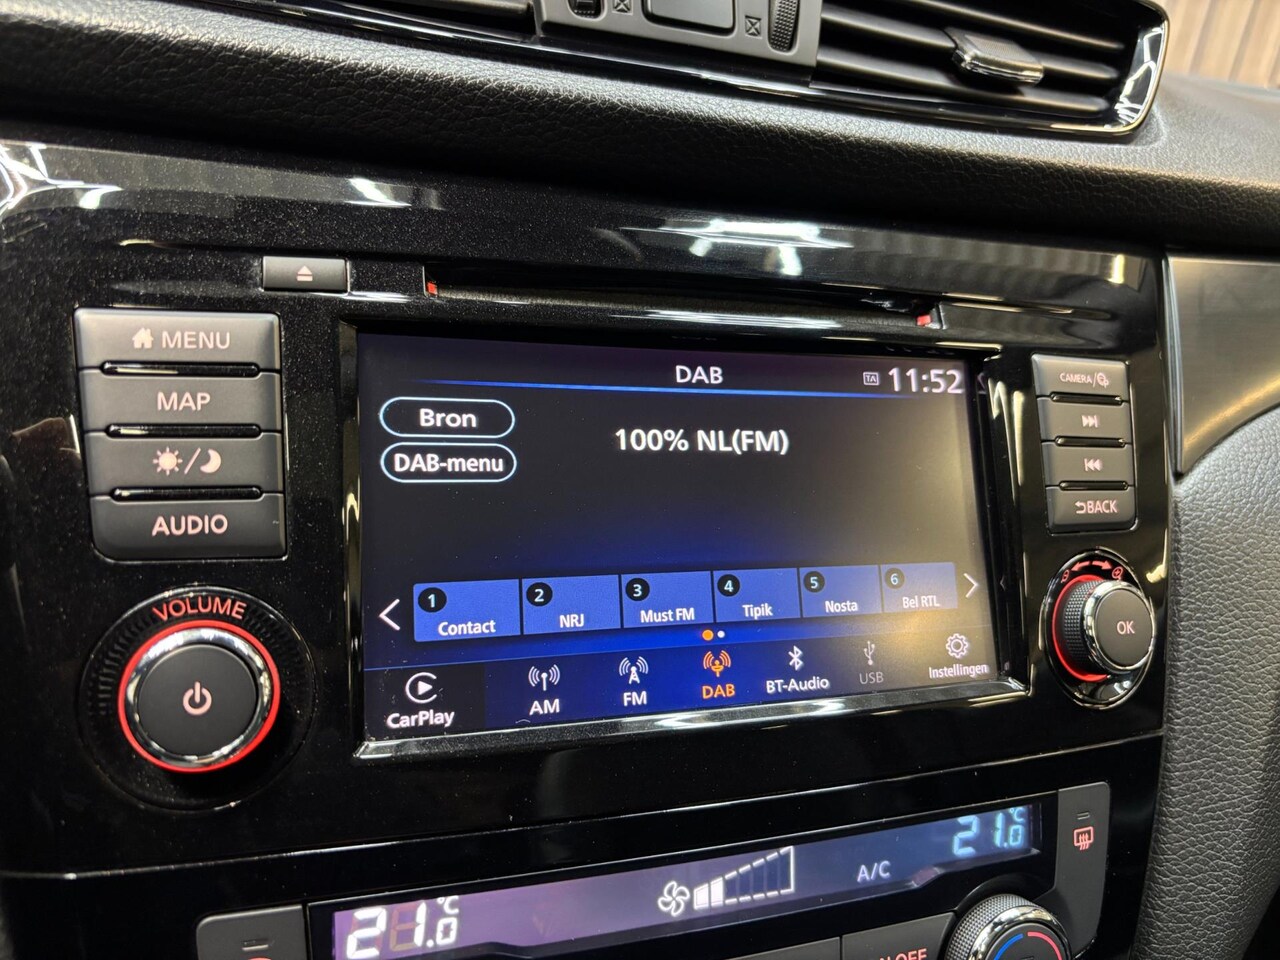 MENU
MAP
AUDIO
VOLUME
DAB
TA
11:52
Bron
DAB-menu
100% NL(FM)
1 Contact
2 NRJ
3 Must FM
4 Tipik
5 Nosta
6 Bel RTL
CarPlay
AM
FM
DAB
BT-Audio
USB
Instellingen
CAMERA/
BACK
OK
21.0°C
A/C
21.0°C